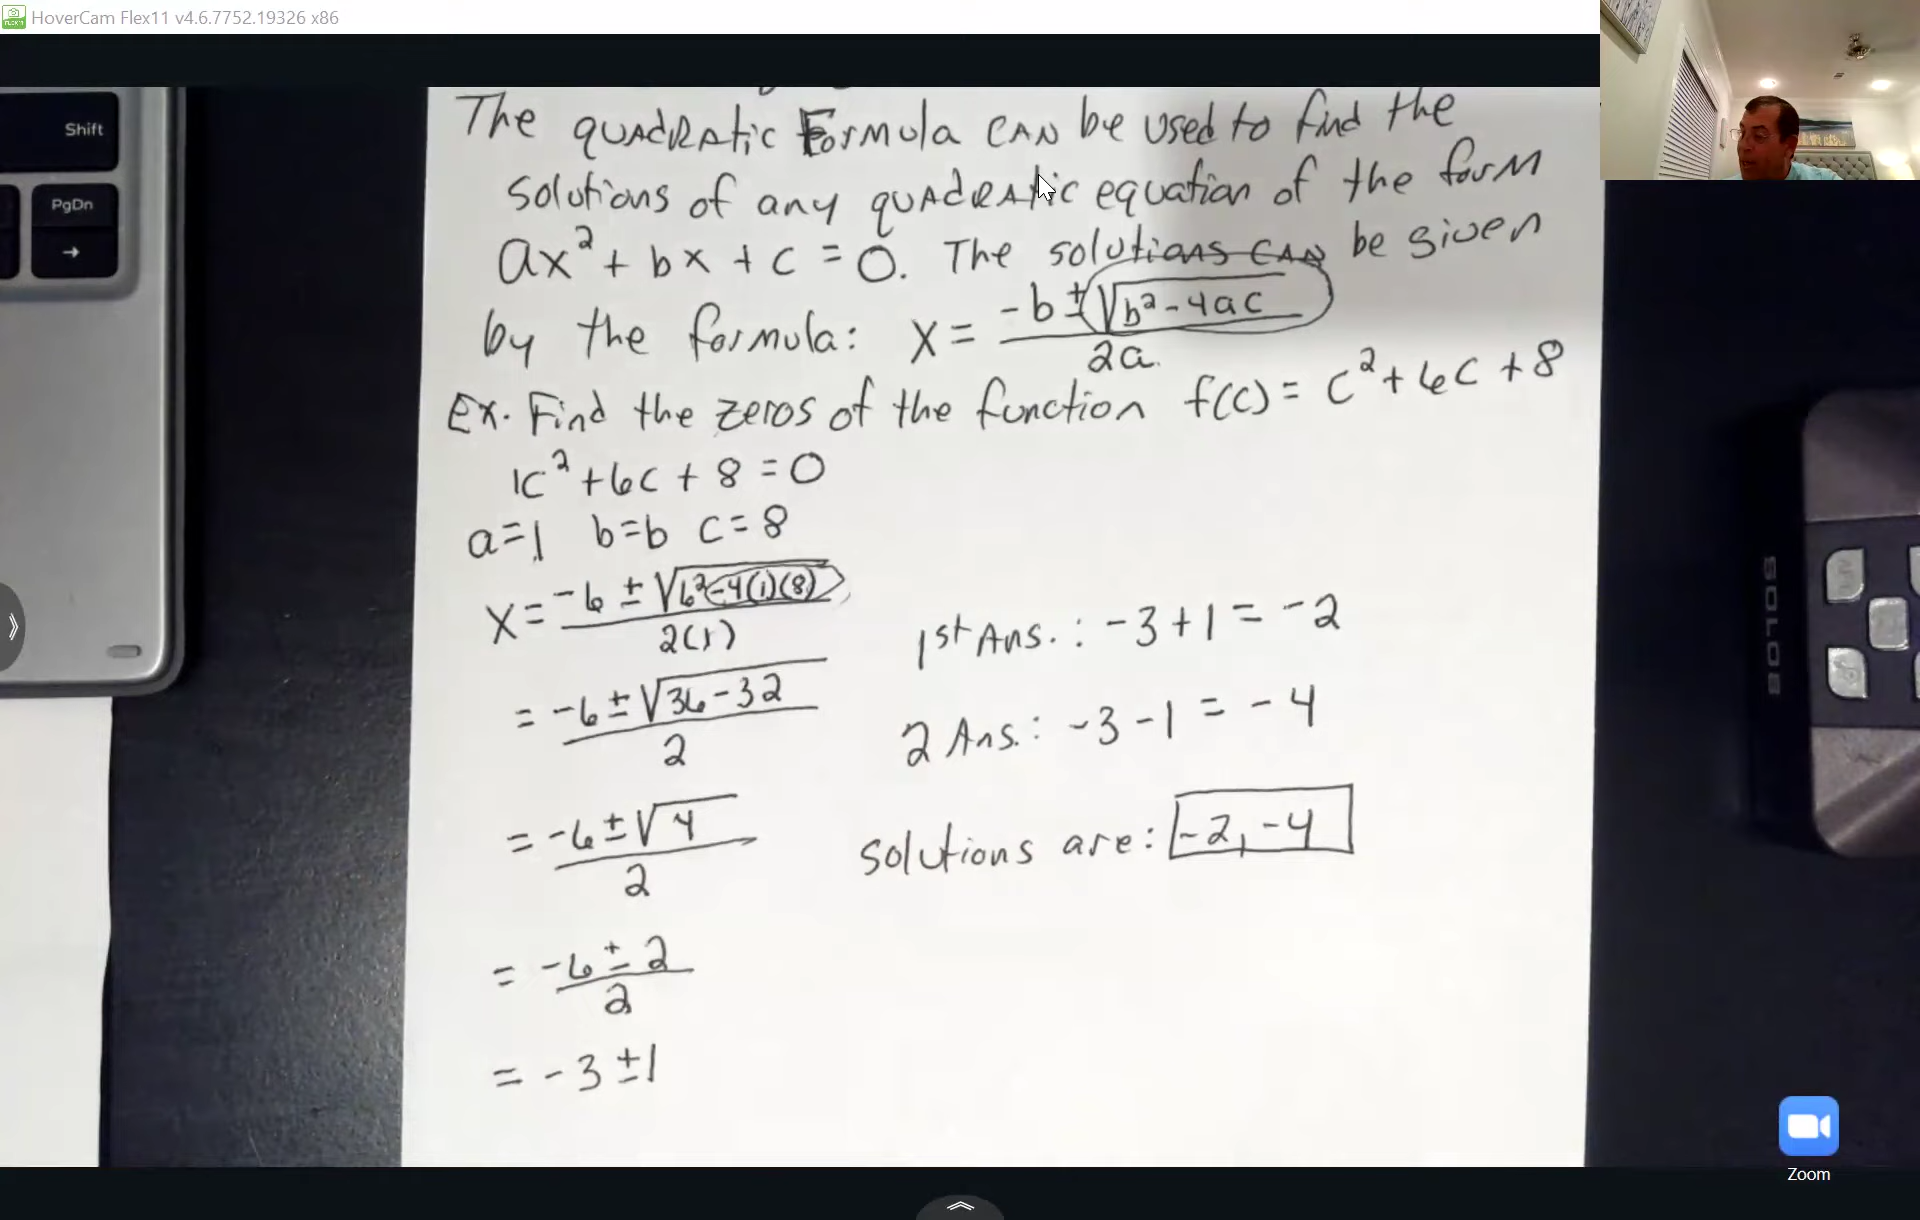 HoverCam Flex11 v4.6.7752.19326 x86
Shift
PgDn
→
The quadratic Formula can be used to find the
solutions of any quadratic equation of the form
ax² + bx + c = 0. The solutions can be given
by the formula: x = (-b ± √(b² - 4ac)) / 2a
Ex. Find the zeros of the function f(c) = c² + 6c + 8
1c² + 6c + 8 = 0
a = 1 b = 6 c = 8
x = (-6 ± √(6² - 4(1)(8))) / 2(1)
= (-6 ± √(36 - 32)) / 2
= (-6 ± √4) / 2
= (-6 ± 2) / 2
= -3 ± 1
1st Ans.: -3 + 1 = -2
2 Ans.: -3 - 1 = -4
solutions are: -2, -4
SOLO8
Zoom